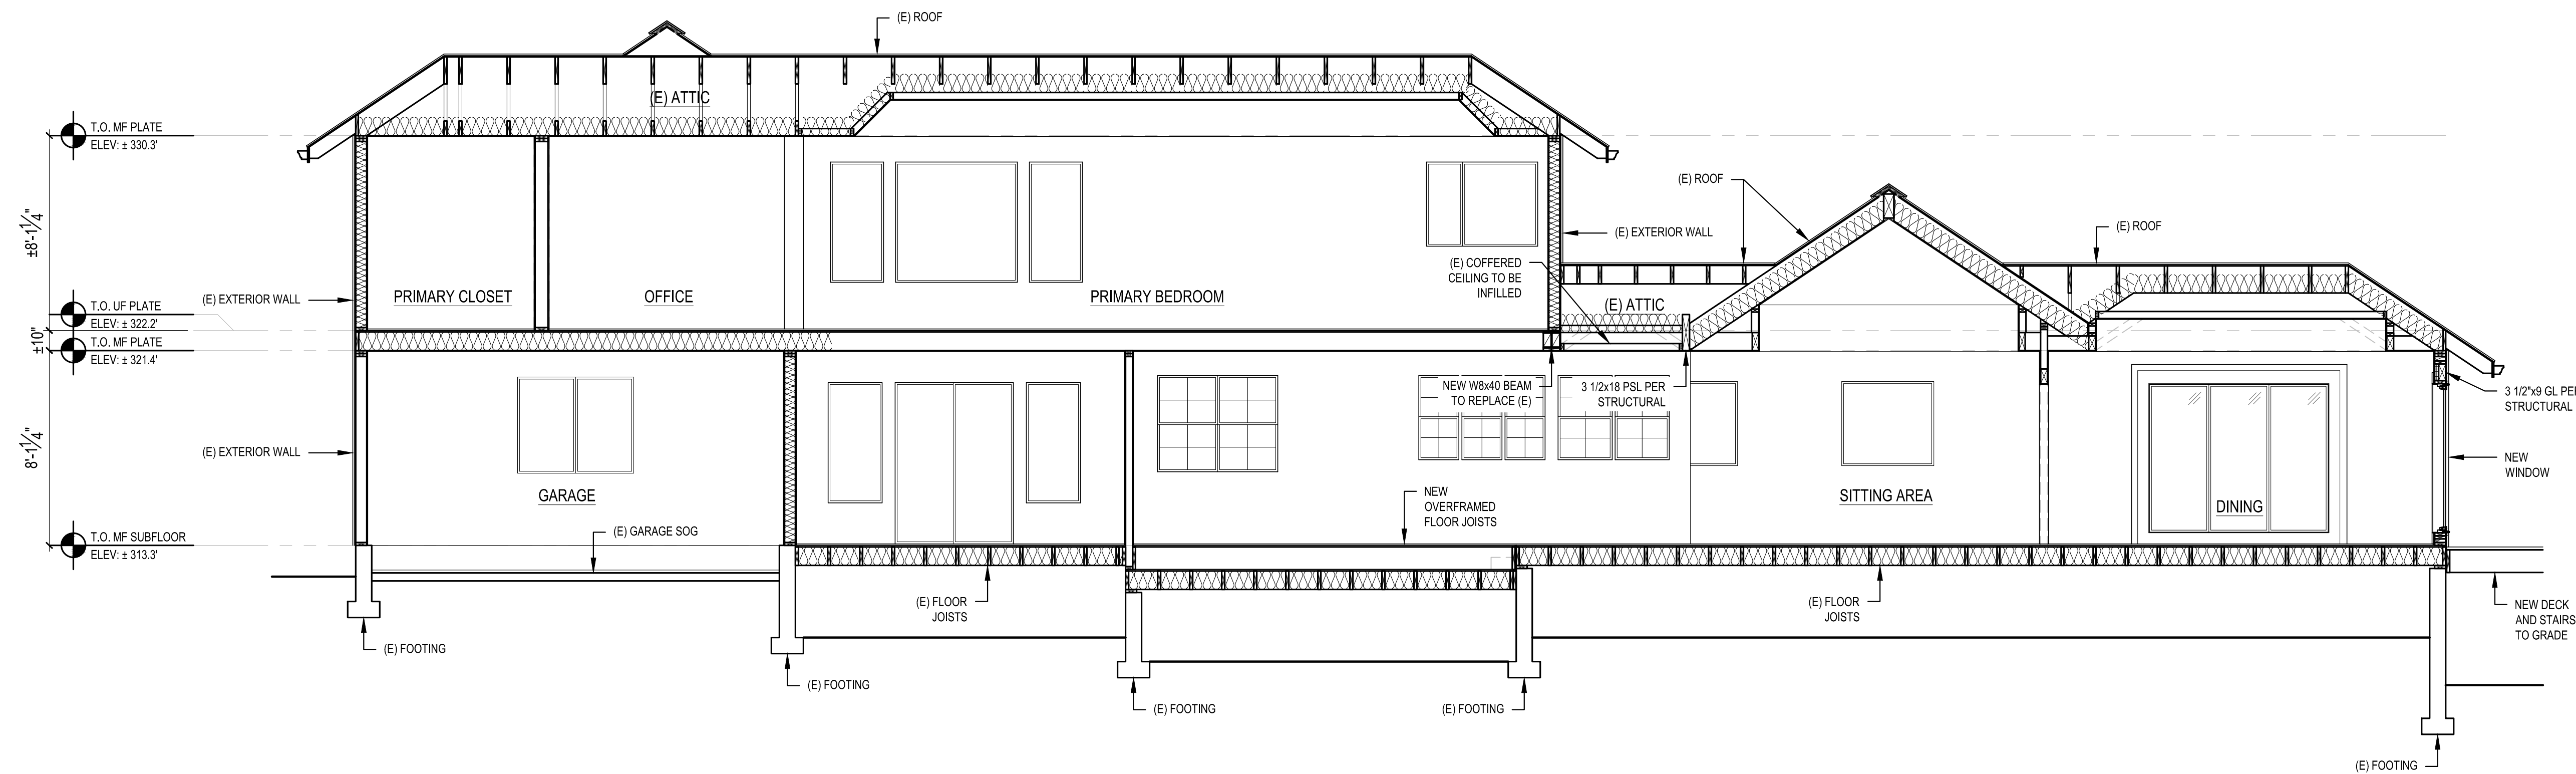 (E) ROOF
(E) ATTIC
T.O. MF PLATE
ELEV: ± 330.3'
±8'-1 1/4"
(E) ROOF
(E) ROOF
(E) EXTERIOR WALL
(E) COFFERED
CEILING TO BE
INFILLED
(E) EXTERIOR WALL
PRIMARY CLOSET
OFFICE
PRIMARY BEDROOM
(E) ATTIC
T.O. UF PLATE
ELEV: ± 322.2'
±10"
T.O. MF PLATE
ELEV: ± 321.4'
NEW W8x40 BEAM
TO REPLACE (E)
3 1/2x18 PSL PER
STRUCTURAL
3 1/2"x9 GL PE
STRUCTURAL
8'-1 1/4"
(E) EXTERIOR WALL
NEW
WINDOW
GARAGE
NEW
OVERFRAMED
FLOOR JOISTS
SITTING AREA
DINING
(E) GARAGE SOG
T.O. MF SUBFLOOR
ELEV: ± 313.3'
(E) FLOOR
JOISTS
(E) FLOOR
JOISTS
NEW DECK
AND STAIRS
TO GRADE
(E) FOOTING
(E) FOOTING
(E) FOOTING
(E) FOOTING
(E) FOOTING